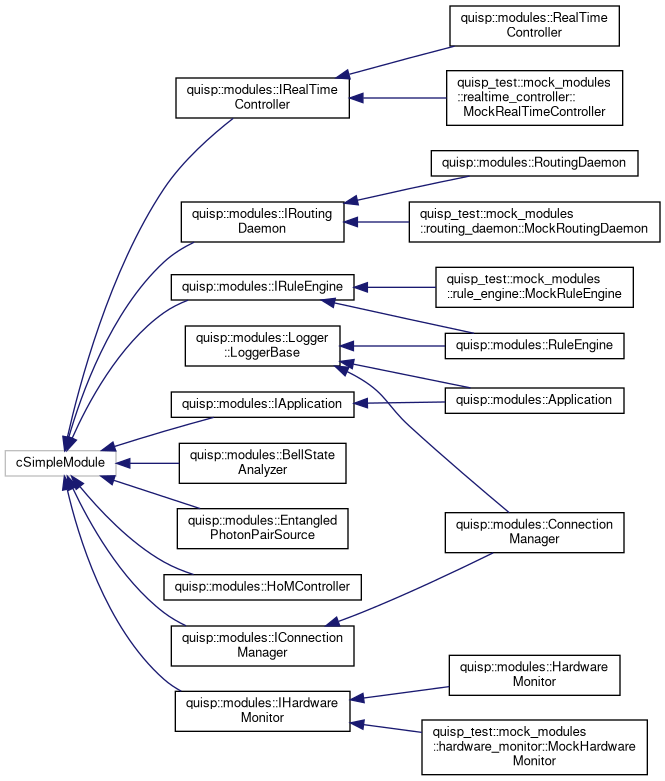 quisp::modules::RealTime
Controller
quisp::modules::IRealTime
Controller
quisp_test::mock_modules
::realtime_controller::
MockRealTimeController
quisp::modules::RoutingDaemon
quisp::modules::IRouting
Daemon
quisp_test::mock_modules
::routing_daemon::MockRoutingDaemon
quisp::modules::IRuleEngine
quisp_test::mock_modules
::rule_engine::MockRuleEngine
quisp::modules::Logger
::LoggerBase
quisp::modules::RuleEngine
quisp::modules::IApplication
quisp::modules::Application
cSimpleModule
quisp::modules::BellState
Analyzer
quisp::modules::Entangled
PhotonPairSource
quisp::modules::Connection
Manager
quisp::modules::HoMController
quisp::modules::IConnection
Manager
quisp::modules::Hardware
Monitor
quisp::modules::IHardware
Monitor
quisp_test::mock_modules
::hardware_monitor::MockHardware
Monitor